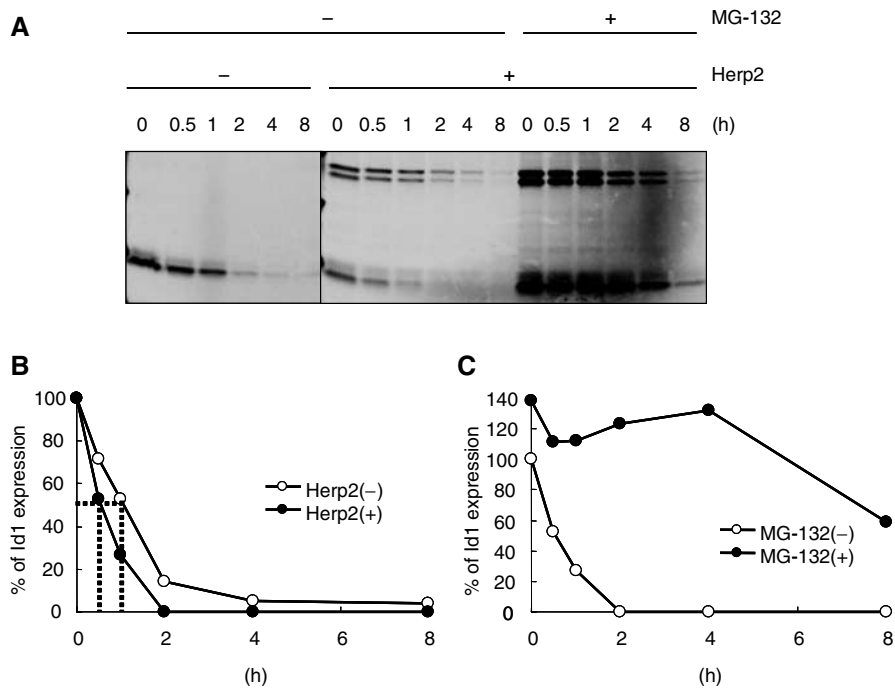 A
− + MG-132
− + Herp2
0 0.5 1 2 4 8 0 0.5 1 2 4 8 0 0.5 1 2 4 8 (h)
B
% of Id1 expression
100
80
60
40
20
0
Herp2(−)
Herp2(+)
0 2 4 6 8
(h)
C
% of Id1 expression
140
120
100
80
60
40
20
0
MG-132(−)
MG-132(+)
0 2 4 6 8
(h)